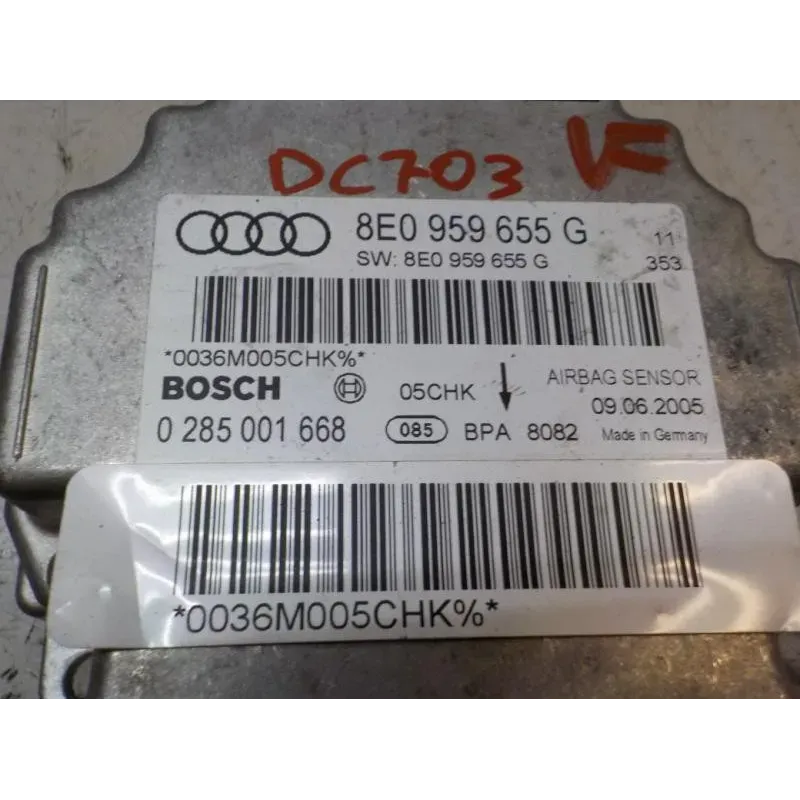 DC703 VF
8E0 959 655 G 11
SW: 8E0 959 655 G 353
*0036M005CHK%*
BOSCH 05CHK AIRBAG SENSOR
09.06.2005
0 285 001 668 085 BPA 8082 Made in Germany
*0036M005CHK%*